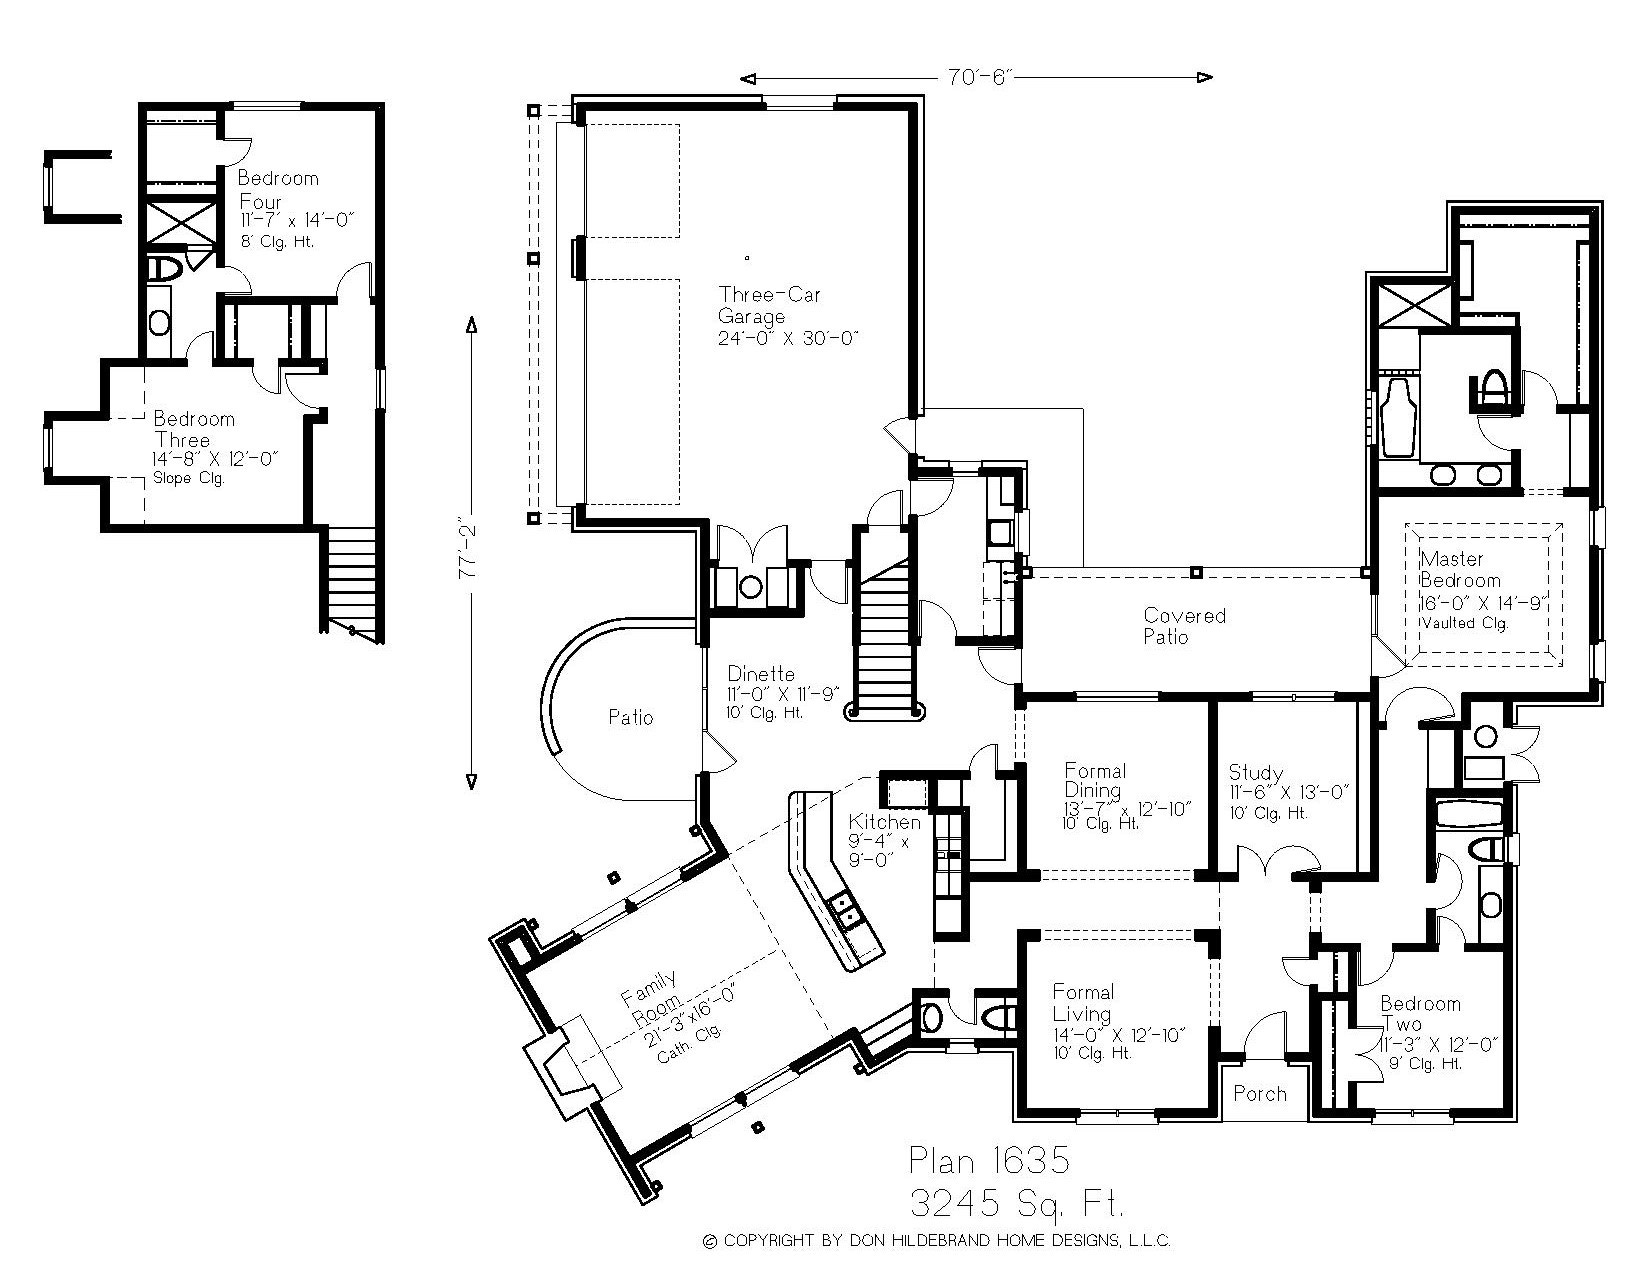 70'-6"
Bedroom
Four
11'-7' x 14'-0"
8' Clg. Ht.
Bedroom
Three
14'-8" X 12'-0"
Slope Clg.
77'-2"
Three-Car
Garage
24'-0" X 30'-0"
Covered
Patio
Master
Bedroom
16'-0" X 14'-9"
Vaulted Clg.
Dinette
11'-0" X 11'-9"
10' Clg. Ht.
Patio
Kitchen
9'-4" x
9'-0"
Formal
Dining
13'-7" x 12'-10"
10' Clg. Ht.
Study
11'-6" X 13'-0"
10' Clg. Ht.
Family
Room
21'-3"x16'-0"
Cath. Clg.
Formal
Living
14'-0" X 12'-10"
10' Clg. Ht.
Porch
Bedroom
Two
11'-3" X 12'-0"
9' Clg. Ht.
Plan 1635
3245 Sq. Ft.
© COPYRIGHT BY DON HILDEBRAND HOME DESIGNS, L.L.C.